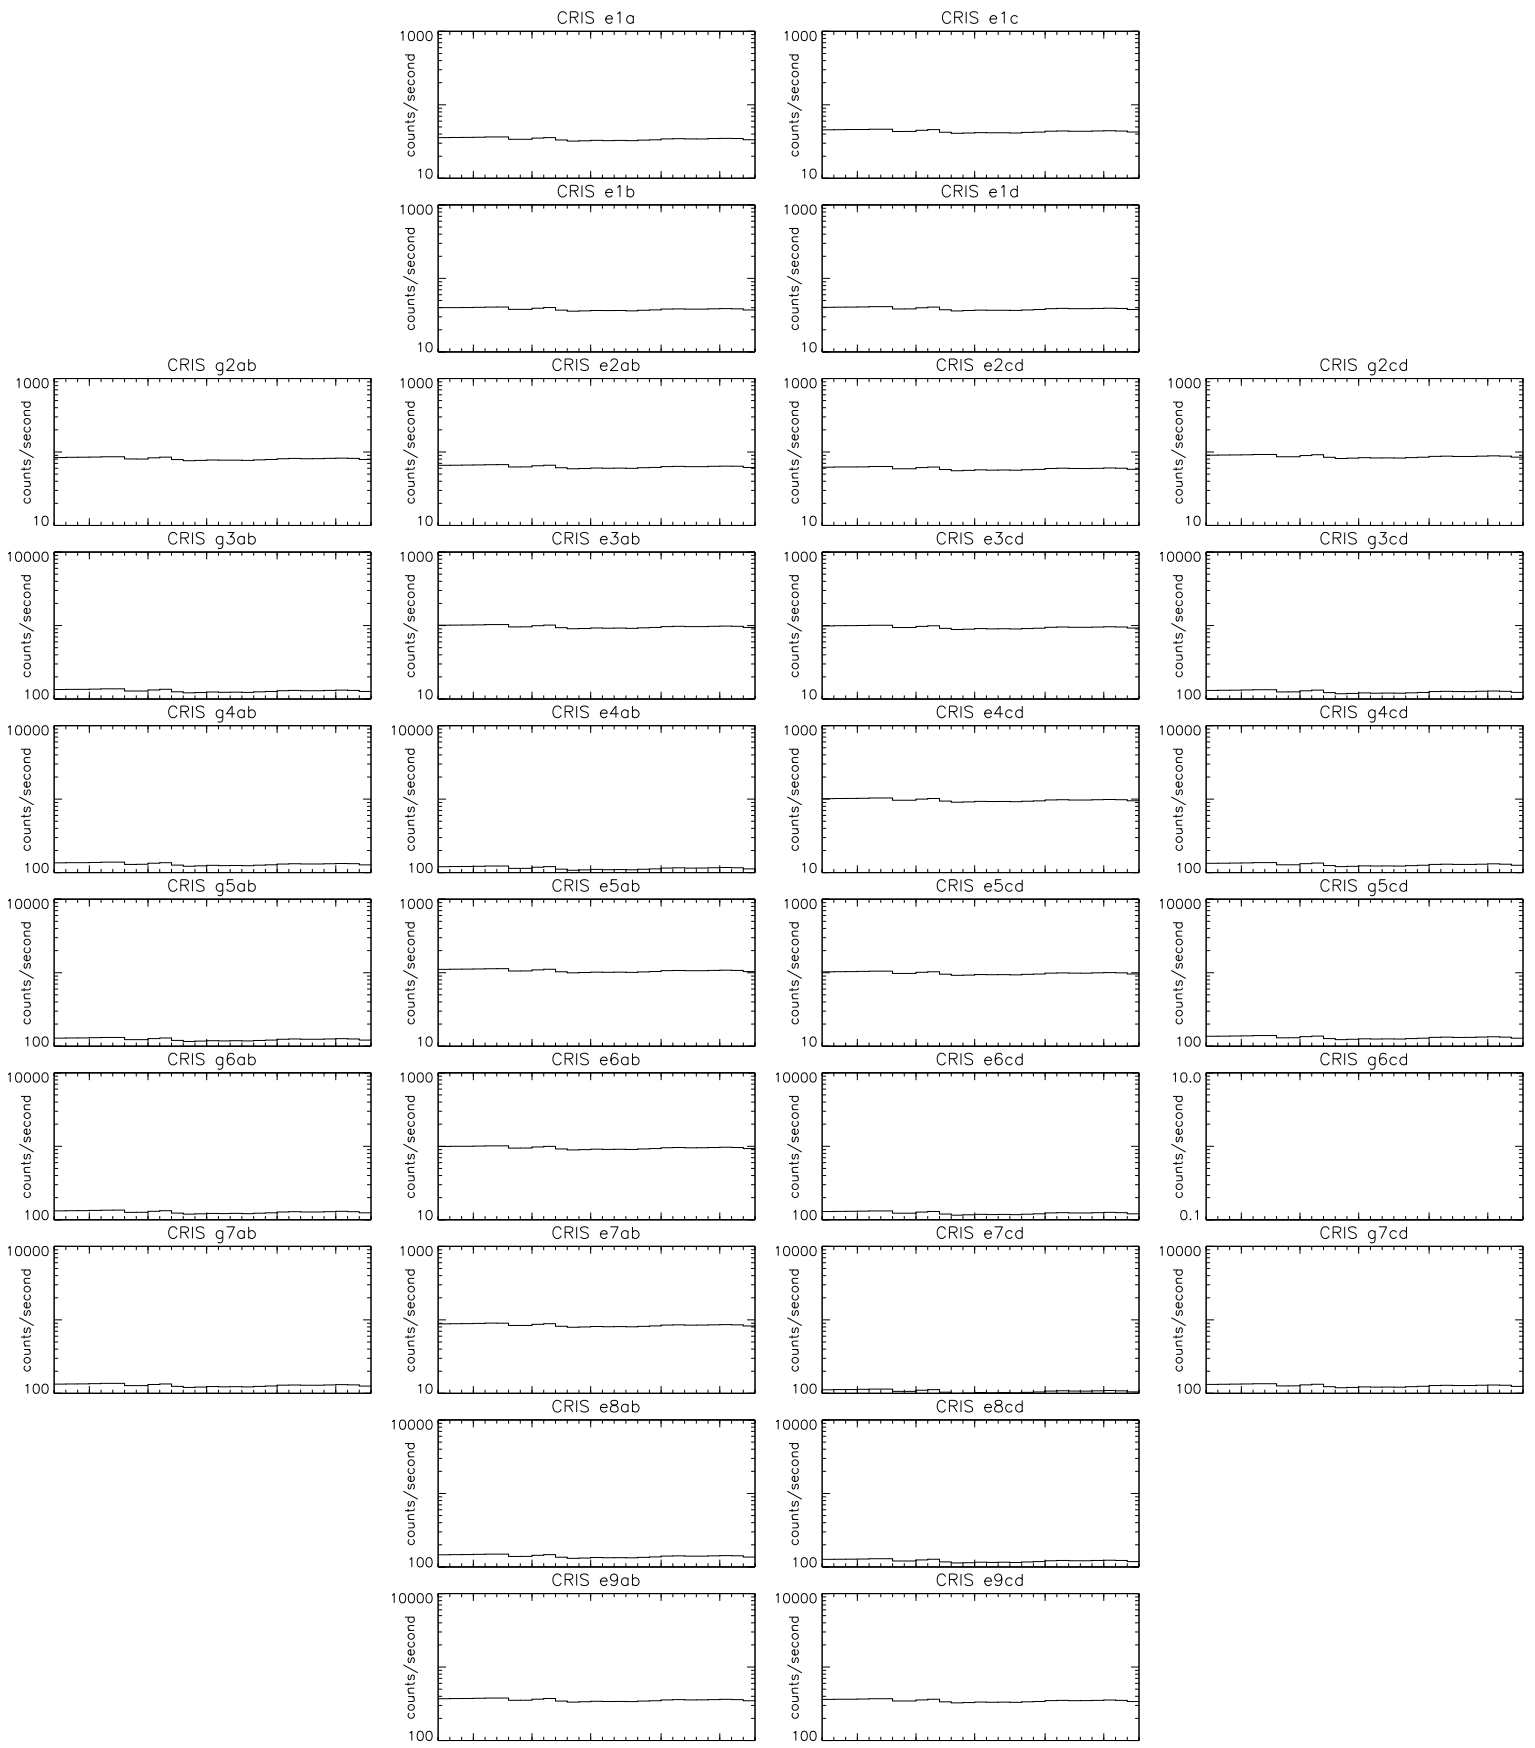 CRIS e1a
CRIS e1c
1000
counts/second
10
1000
counts/second
10
CRIS e1b
CRIS e1d
1000
counts/second
10
1000
counts/second
10
CRIS g2ab
CRIS e2ab
CRIS e2cd
CRIS g2cd
1000
counts/second
10
1000
counts/second
10
1000
counts/second
10
1000
counts/second
10
CRIS g3ab
CRIS e3ab
CRIS e3cd
CRIS g3cd
10000
counts/second
100
1000
counts/second
10
1000
counts/second
10
10000
counts/second
100
CRIS g4ab
CRIS e4ab
CRIS e4cd
CRIS g4cd
10000
counts/second
100
10000
counts/second
100
1000
counts/second
10
10000
counts/second
100
CRIS g5ab
CRIS e5ab
CRIS e5cd
CRIS g5cd
10000
counts/second
100
1000
counts/second
10
1000
counts/second
10
10000
counts/second
100
CRIS g6ab
CRIS e6ab
CRIS e6cd
CRIS g6cd
10000
counts/second
100
1000
counts/second
10
10000
counts/second
100
10.0
counts/second
0.1
CRIS g7ab
CRIS e7ab
CRIS e7cd
CRIS g7cd
10000
counts/second
100
1000
counts/second
10
10000
counts/second
100
10000
counts/second
100
CRIS e8ab
CRIS e8cd
10000
counts/second
100
10000
counts/second
100
CRIS e9ab
CRIS e9cd
10000
counts/second
100
10000
counts/second
100